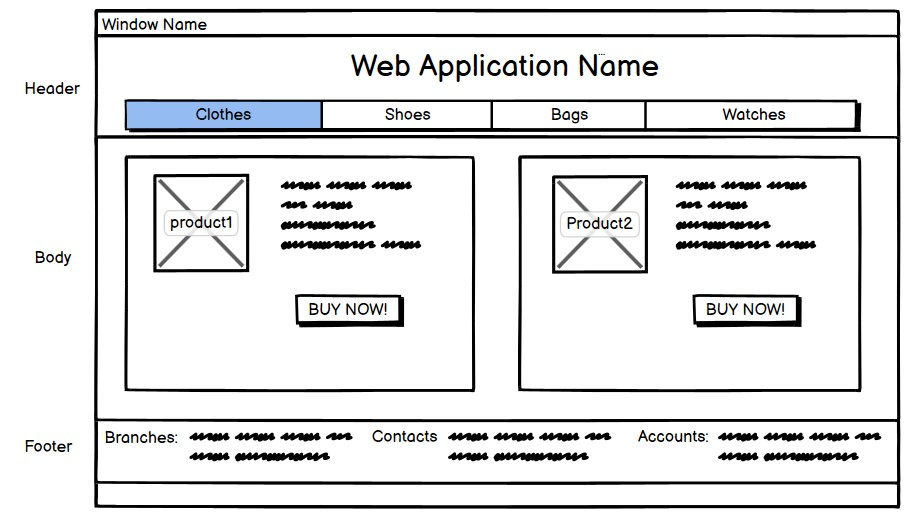 Window Name
Web Application Name
Header
Clothes Shoes Bags Watches
product1
Product2
Body
BUY NOW!
BUY NOW!
Branches: Contacts Accounts:
Footer